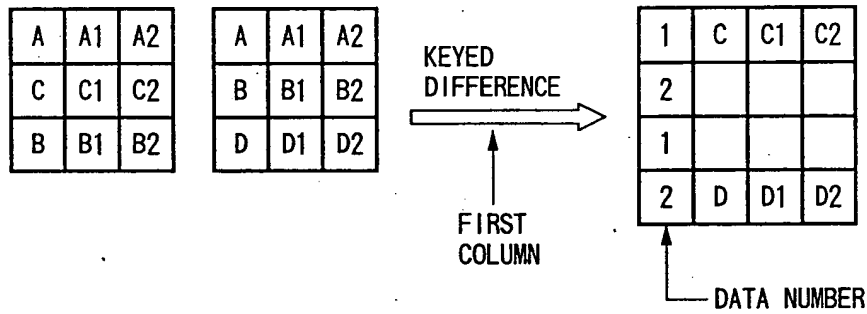 A A1 A2
C C1 C2
B B1 B2
A A1 A2
B B1 B2
D D1 D2
KEYED
DIFFERENCE
FIRST
COLUMN
1 C C1 C2
2
1
2 D D1 D2
DATA NUMBER